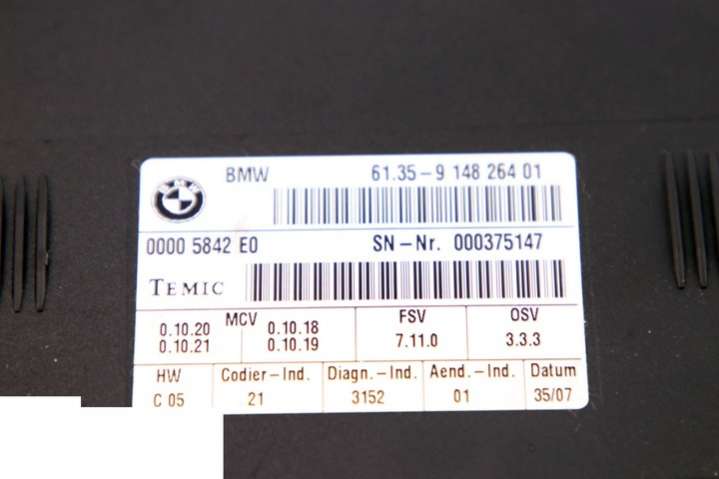 BMW 61.35-9 148 264 01
BMW
0000 5842 E0 SN-Nr. 000375147
TEMIC
MCV FSV OSV
0.10.20 0.10.18 7.11.0 3.3.3
0.10.21 0.10.19
HW Codier-Ind. Diagn.-Ind. Aend.-Ind. Datum
C 05 21 3152 01 35/07